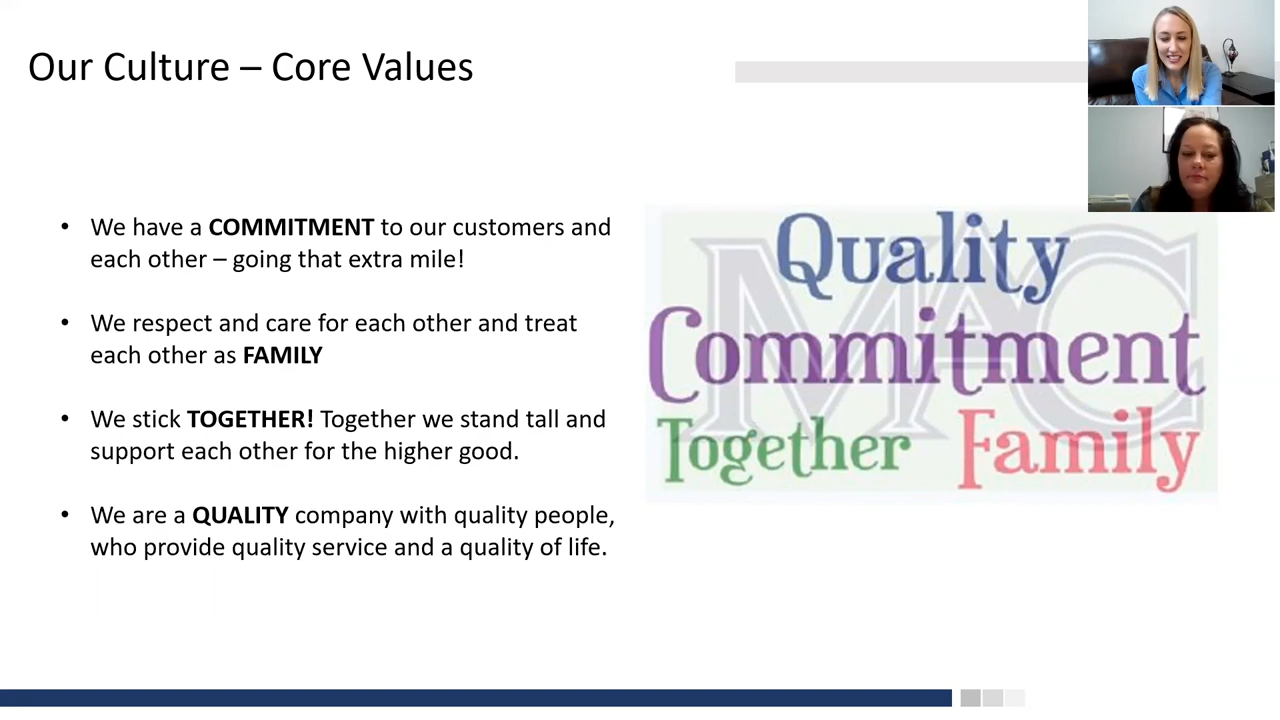 Our Culture – Core Values
• We have a COMMITMENT to our customers and
each other – going that extra mile!
• We respect and care for each other and treat
each other as FAMILY
• We stick TOGETHER! Together we stand tall and
support each other for the higher good.
• We are a QUALITY company with quality people,
who provide quality service and a quality of life.
MAC
Quality
Commitment
Together Family